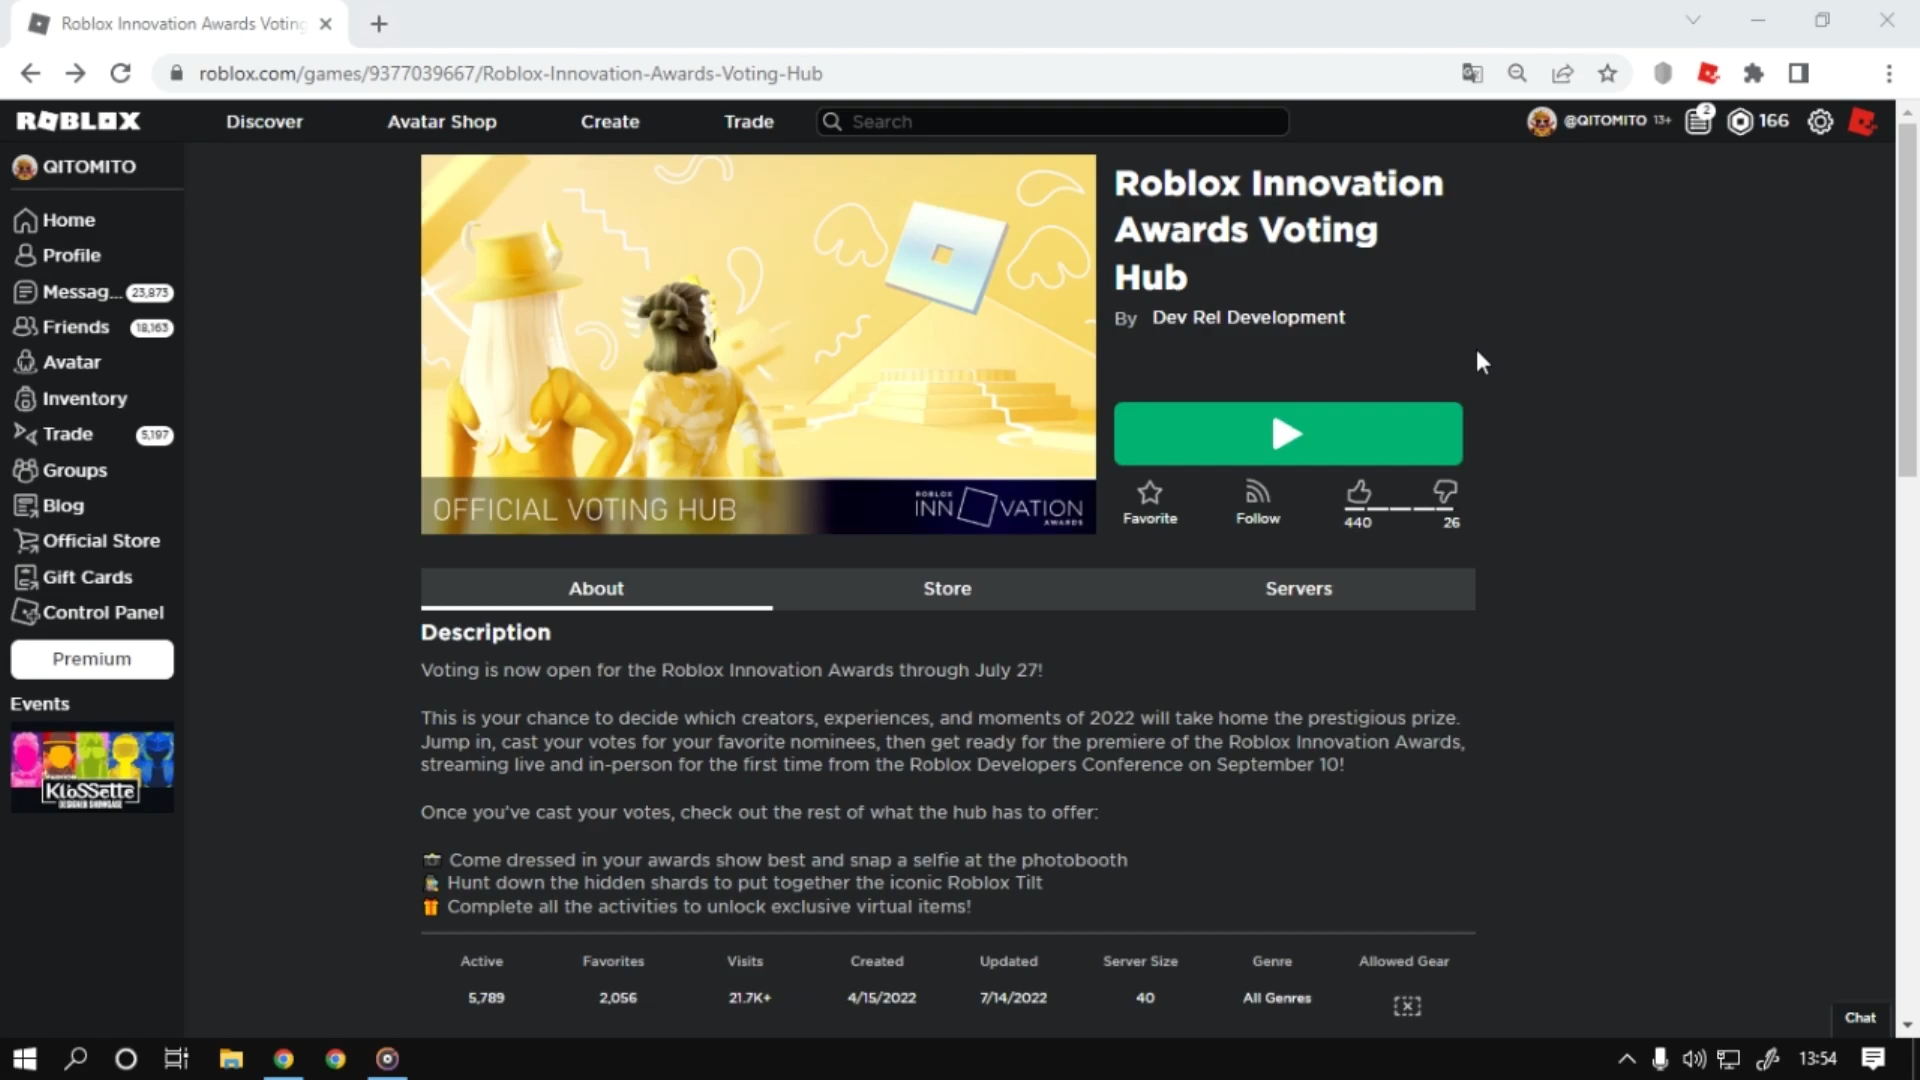 Roblox Innovation Awards Voting
roblox.com/games/9377039667/Roblox-Innovation-Awards-Voting-Hub
ROBLOX
Discover
Avatar Shop
Create
Trade
Search
@QITOMITO 13+
2
166
QITOMITO
Home
Profile
Messag... 23,873
Friends 18,163
Avatar
Inventory
Trade 5,197
Groups
Blog
Official Store
Gift Cards
Control Panel
Premium
Events
KloSSette
DESIGNER SHOWCASE
OFFICIAL VOTING HUB
ROBLOX
INNOVATION
AWARDS
Roblox Innovation
Awards Voting
Hub
By Dev Rel Development
Favorite
Follow
440
26
About
Store
Servers
Description
Voting is now open for the Roblox Innovation Awards through July 27!
This is your chance to decide which creators, experiences, and moments of 2022 will take home the prestigious prize.
Jump in, cast your votes for your favorite nominees, then get ready for the premiere of the Roblox Innovation Awards,
streaming live and in-person for the first time from the Roblox Developers Conference on September 10!
Once you've cast your votes, check out the rest of what the hub has to offer:
📸 Come dressed in your awards show best and snap a selfie at the photobooth
Hunt down the hidden shards to put together the iconic Roblox Tilt
🎁 Complete all the activities to unlock exclusive virtual items!
Active Favorites Visits Created Updated Server Size Genre Allowed Gear
5,789 2,056 21.7K+ 4/15/2022 7/14/2022 40 All Genres
Chat
13:54